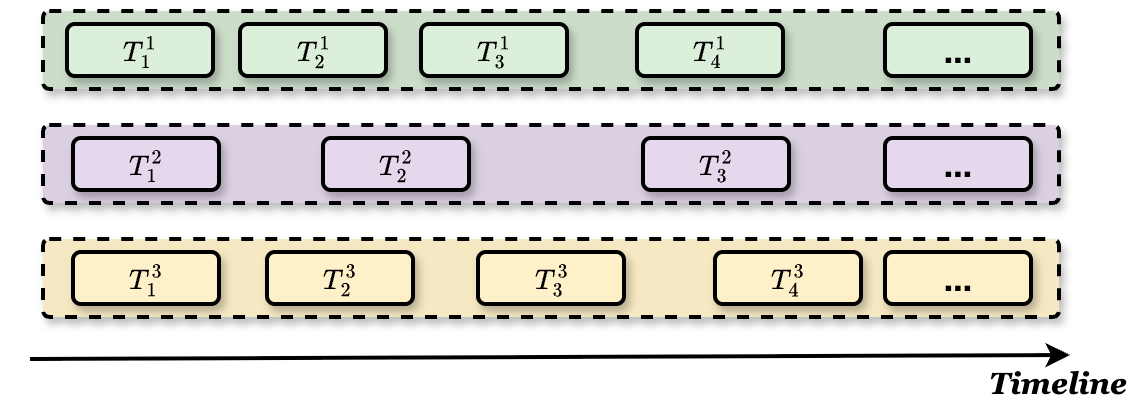 $T_1^1$ $T_2^1$ $T_3^1$ $T_4^1$ ...
$T_1^2$ $T_2^2$ $T_3^2$ ...
$T_1^3$ $T_2^3$ $T_3^3$ $T_4^3$ ...
Timeline